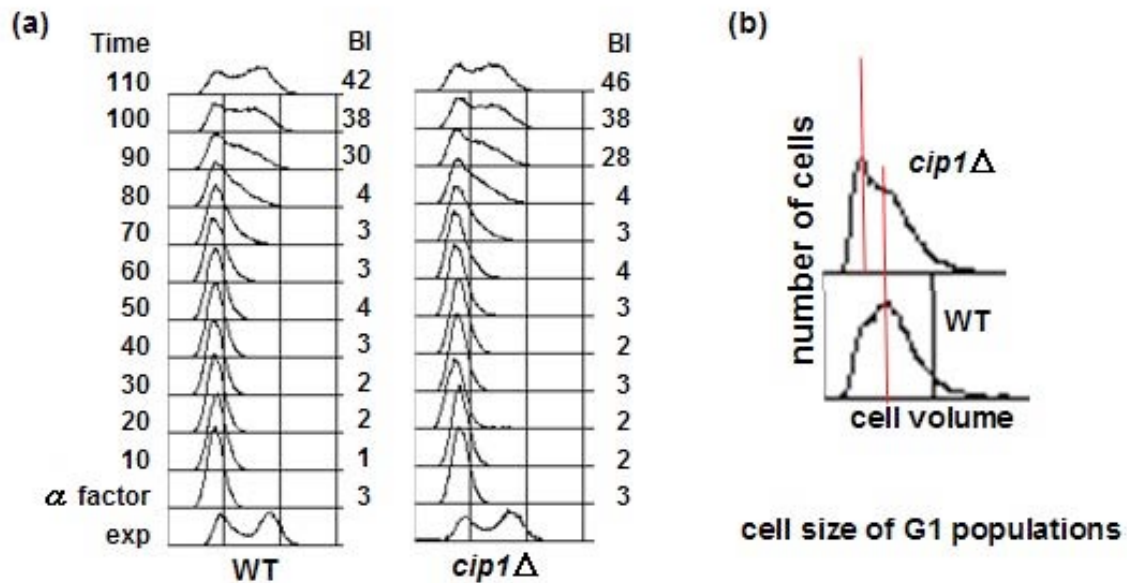 (a)
Time BI BI
110 42 46
100 38 38
90 30 28
80 4 4
70 3 3
60 3 4
50 4 3
40 3 2
30 2 3
20 2 2
10 1 2
α factor 3 3
exp
WT cip1Δ
(b)
number of cells
cip1Δ
WT
cell volume
cell size of G1 populations